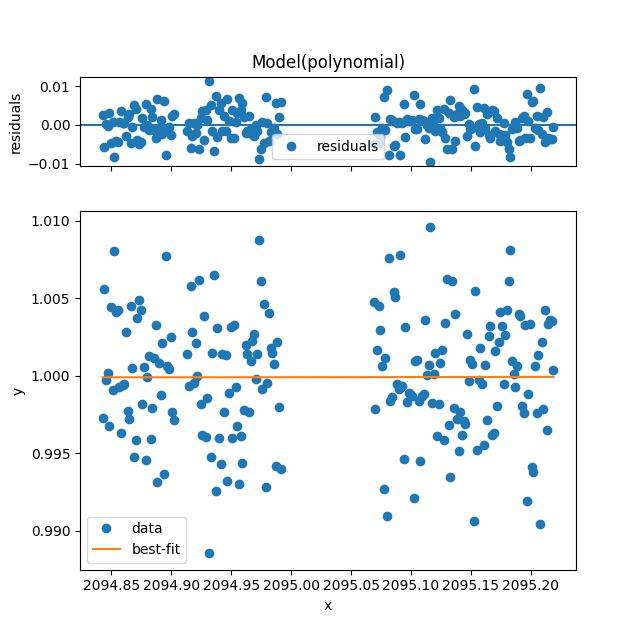 Model(polynomial)
residuals
0.01
0.00
−0.01
residuals
y
1.010
1.005
1.000
0.995
0.990
data
best-fit
2094.85 2094.90 2094.95 2095.00 2095.05 2095.10 2095.15 2095.20
x